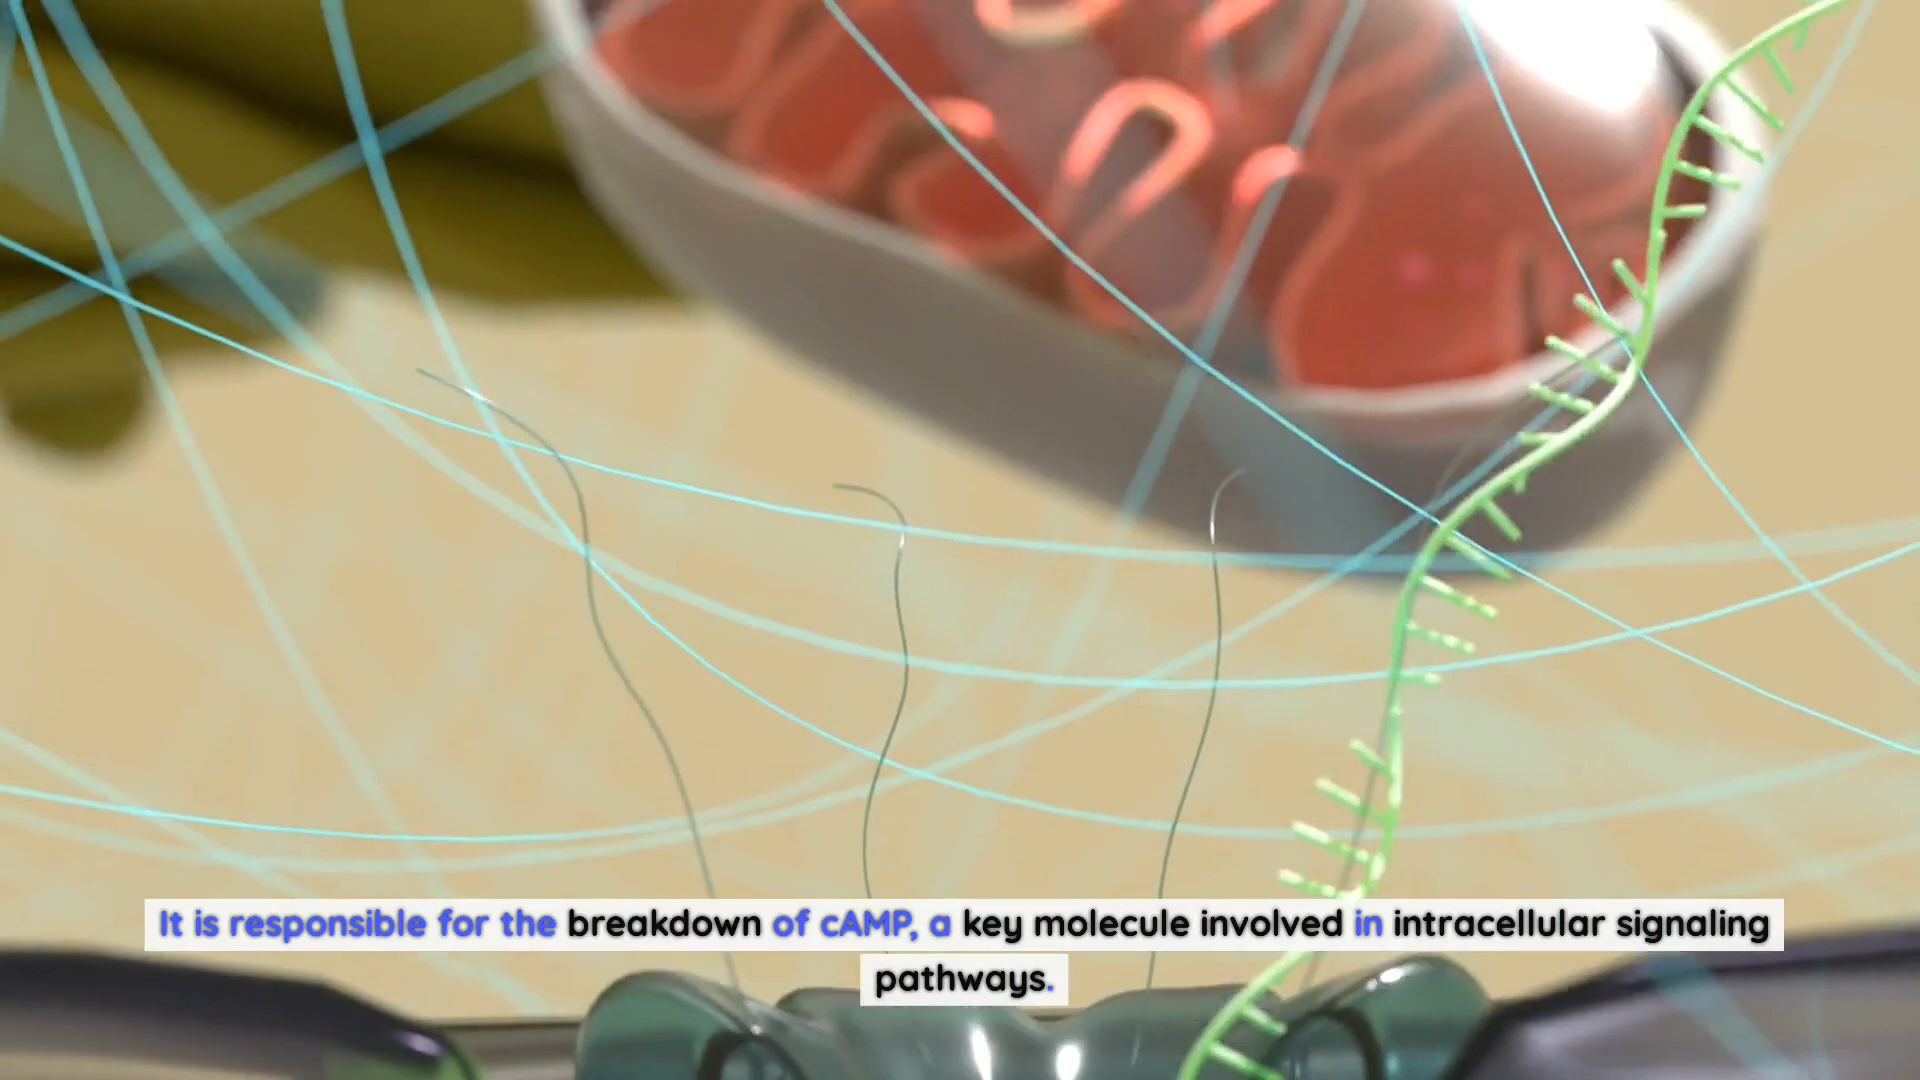 It is responsible for the breakdown of cAMP, a key molecule involved in intracellular signaling
pathways.